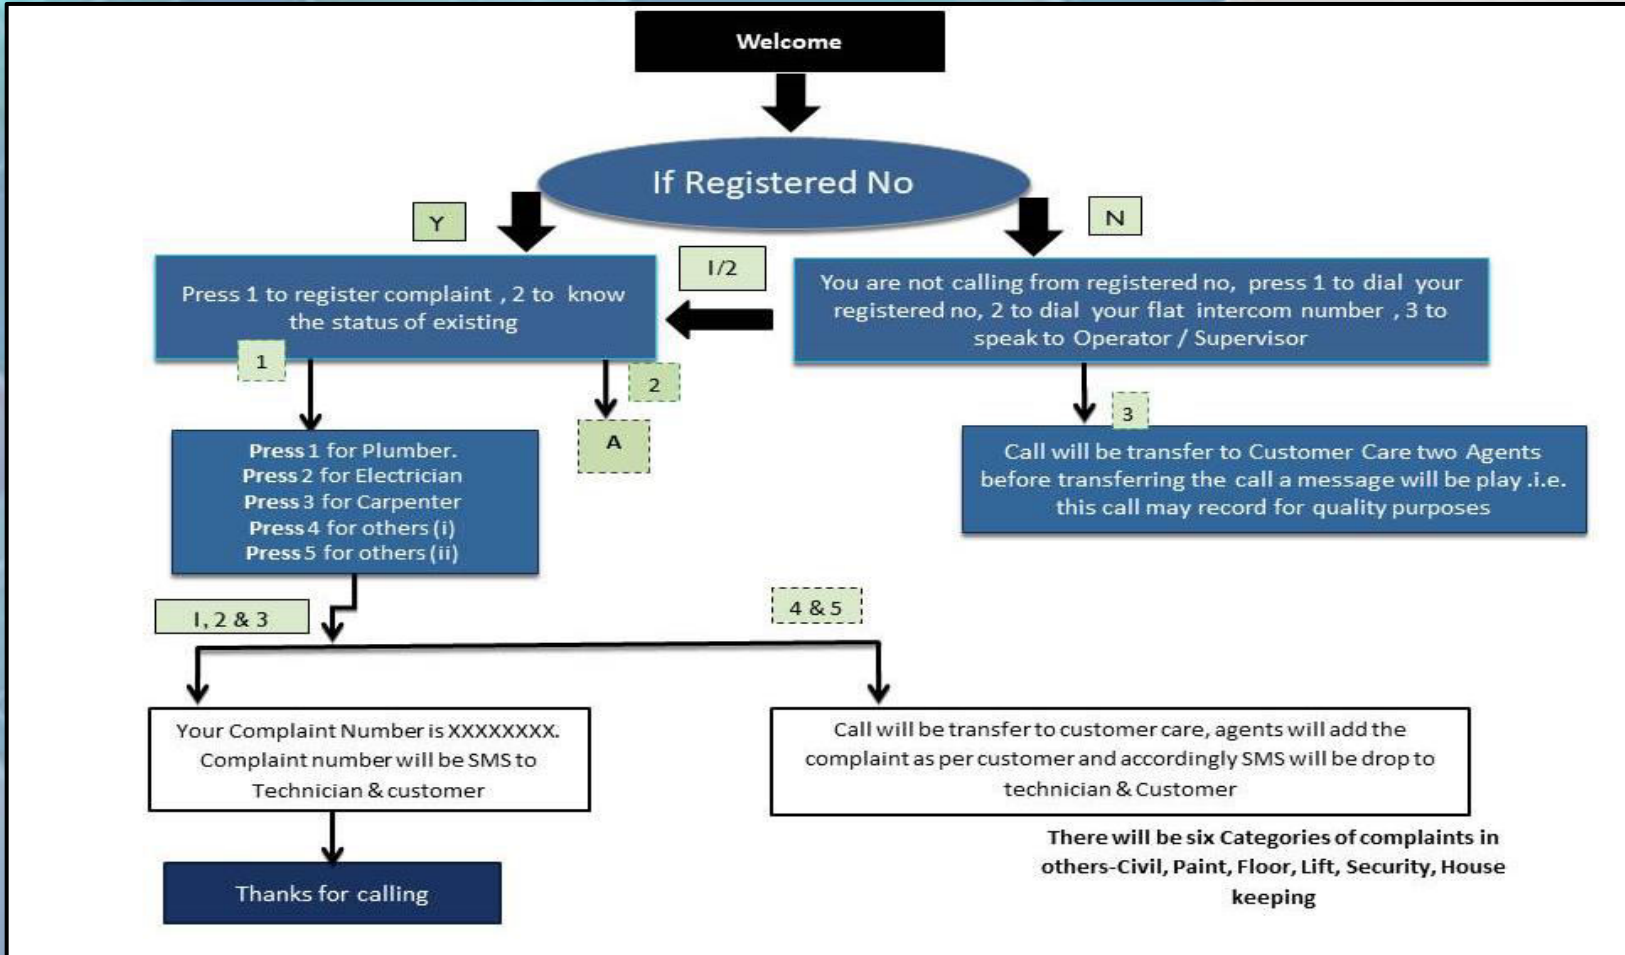 Welcome
If Registered No
Y
N
1/2
Press 1 to register complaint , 2 to know
the status of existing
You are not calling from registered no, press 1 to dial your
registered no, 2 to dial your flat intercom number , 3 to
speak to Operator / Supervisor
1
2
A
3
Press 1 for Plumber.
Press 2 for Electrician
Press 3 for Carpenter
Press 4 for others (i)
Press 5 for others (ii)
Call will be transfer to Customer Care two Agents
before transferring the call a message will be play .i.e.
this call may record for quality purposes
1, 2 & 3
4 & 5
Your Complaint Number is XXXXXXXX.
Complaint number will be SMS to
Technician & customer
Call will be transfer to customer care, agents will add the
complaint as per customer and accordingly SMS will be drop to
technician & Customer
There will be six Categories of complaints in
others-Civil, Paint, Floor, Lift, Security, House
keeping
Thanks for calling